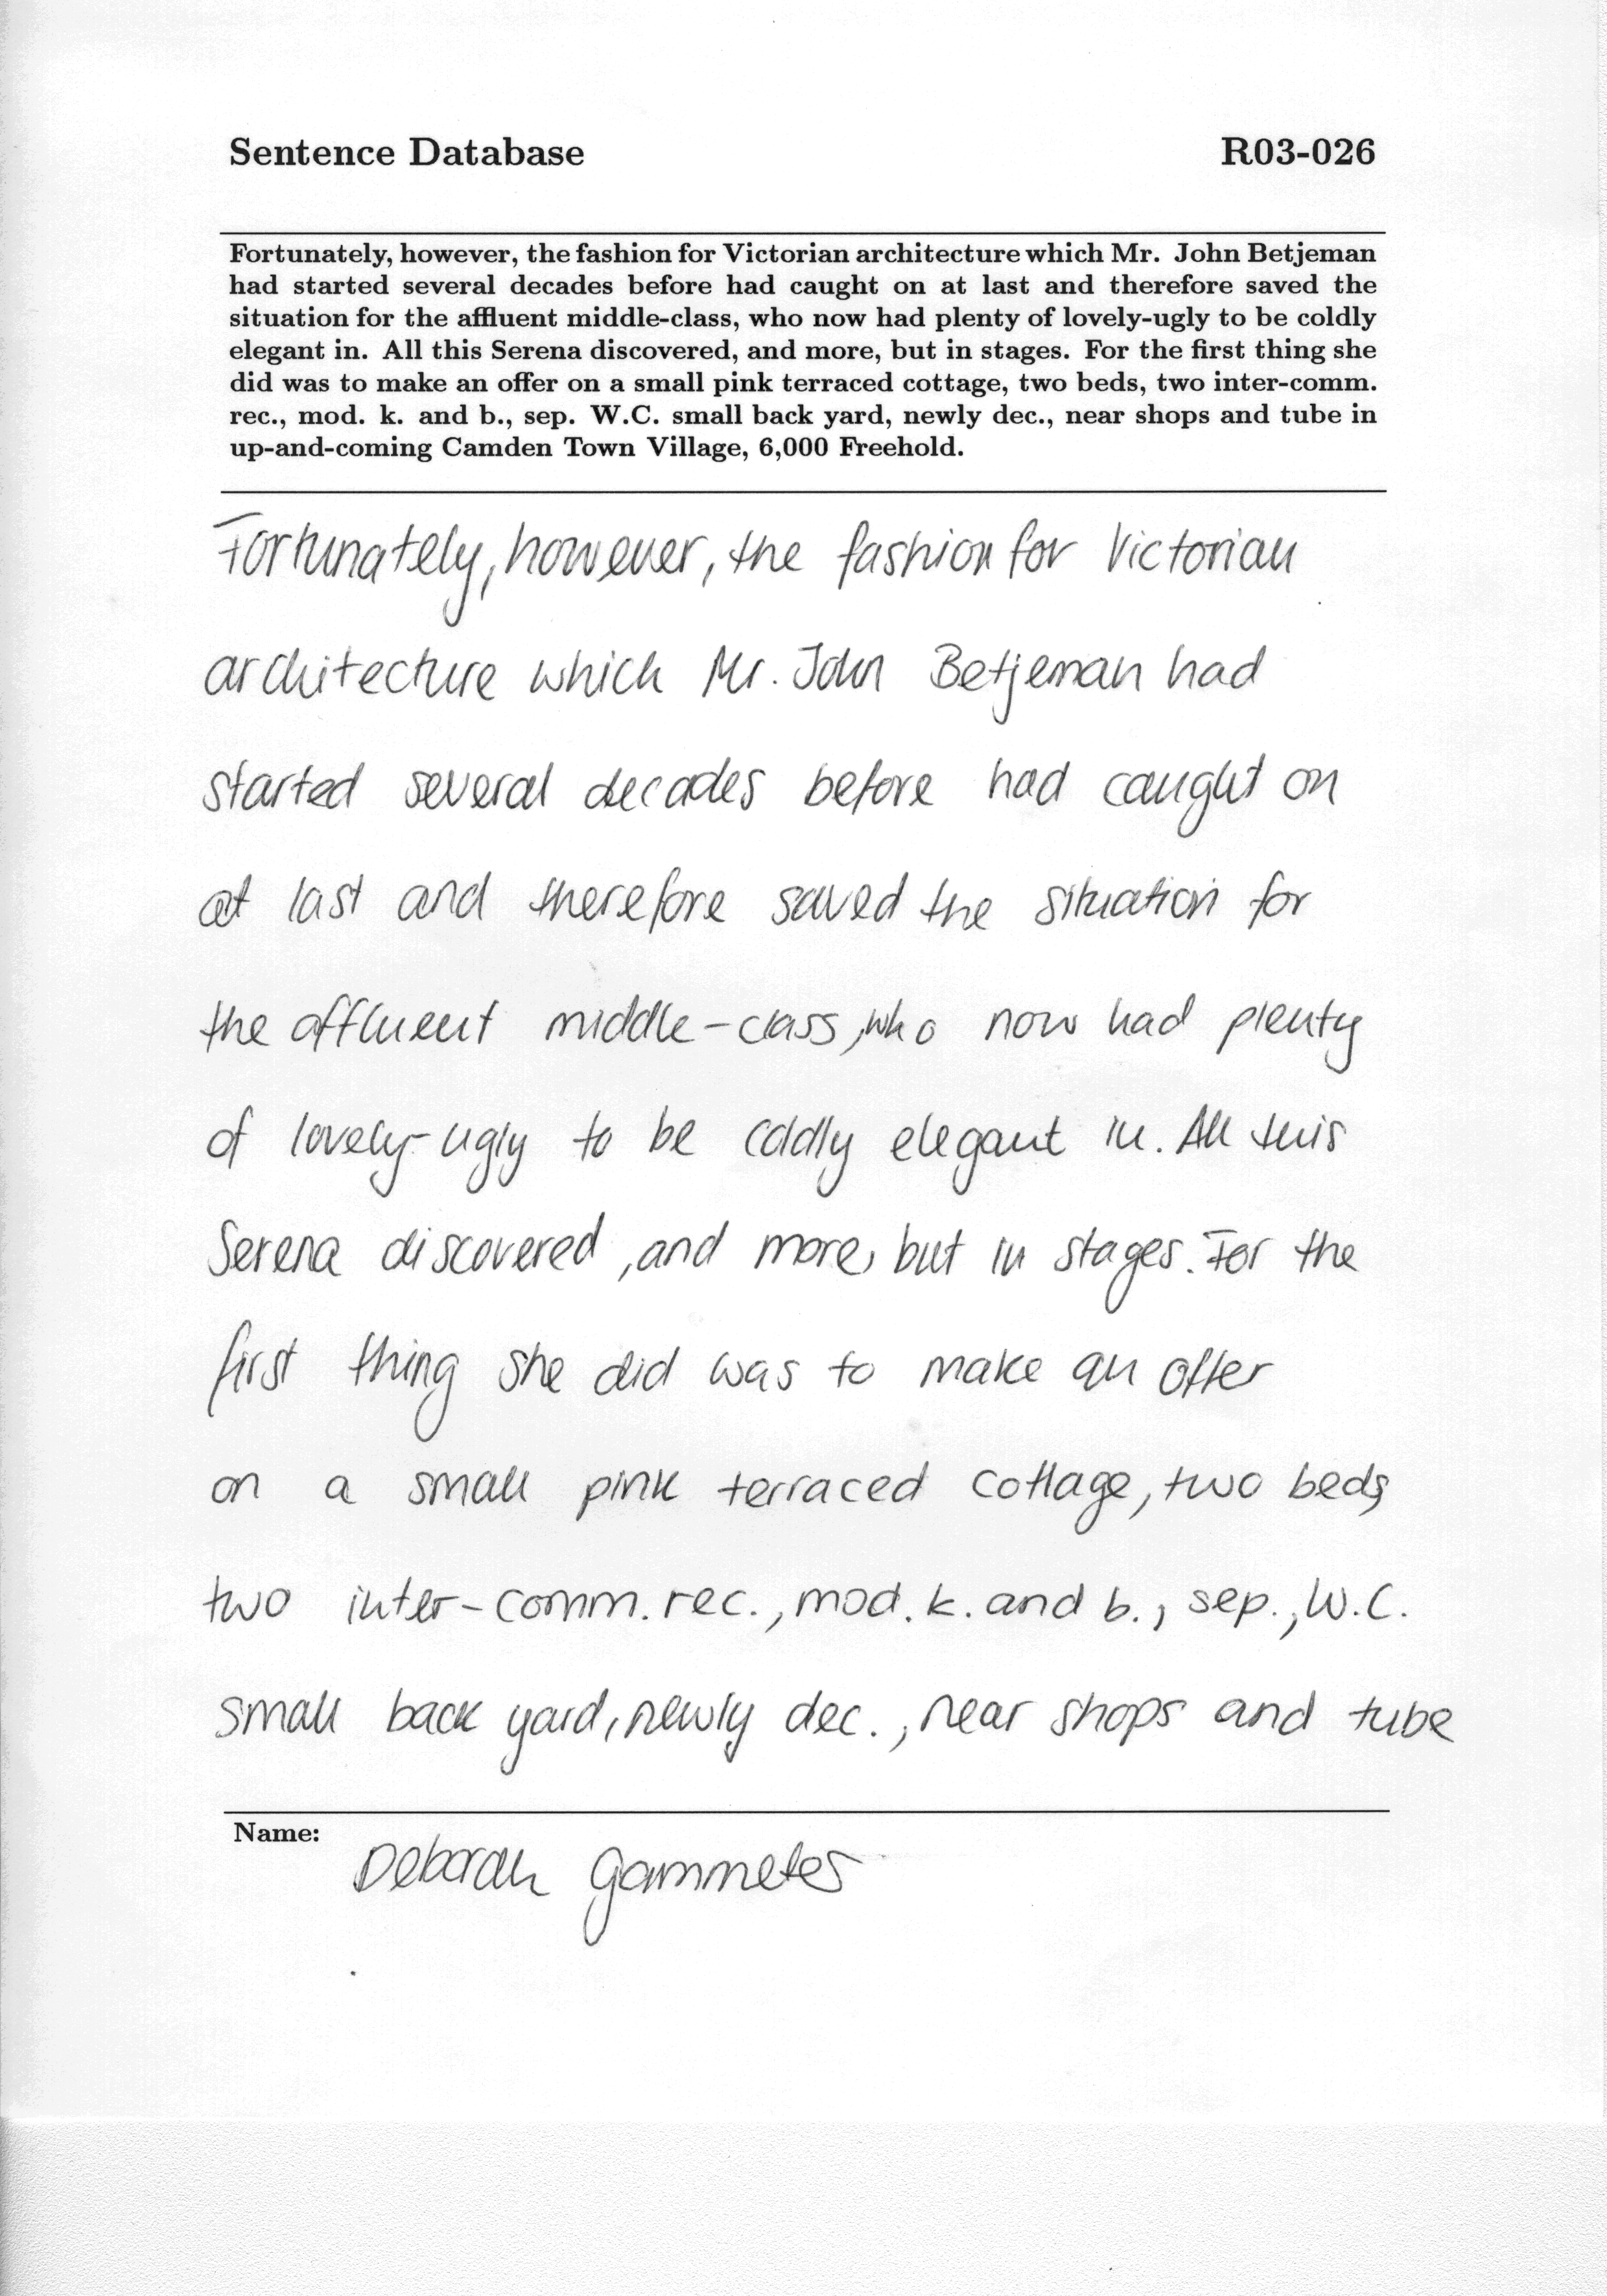 Sentence Database R03-026
Fortunately, however, the fashion for Victorian architecture which Mr. John Betjeman
had started several decades before had caught on at last and therefore saved the
situation for the affluent middle-class, who now had plenty of lovely-ugly to be coldly
elegant in. All this Serena discovered, and more, but in stages. For the first thing she
did was to make an offer on a small pink terraced cottage, two beds, two inter-comm.
rec., mod. k. and b., sep. W.C. small back yard, newly dec., near shops and tube in
up-and-coming Camden Town Village, 6,000 Freehold.
Fortunately, however, the fashion for Victorian
architecture which Mr. John Betjeman had
started several decades before had caught on
at last and therefore saved the situation for
the affluent middle-class, who now had plenty
of lovely-ugly to be coldly elegant in. All this
Serena discovered, and more, but in stages. For the
first thing she did was to make an offer
on a small pink terraced cottage, two beds,
two inter-comm. rec., mod. k. and b., sep., W.C.
small back yard, newly dec., near shops and tube
Name:
Deborah Gammeter